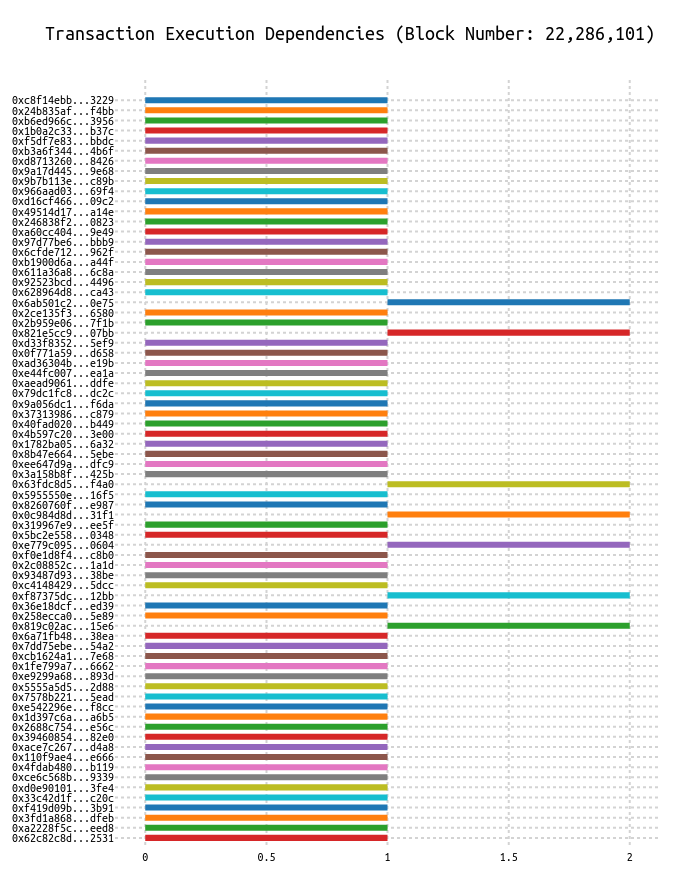 Transaction Execution Dependencies (Block Number: 22,286,101)
0xc8f14ebb...3229
0x24b835af...f4bb
0xb6ed966c...3956
0x1b0a2c33...b37c
0xf5df7e83...bbdc
0xb3a6f344...4b6f
0xd8713260...8426
0x9a17d445...9e68
0x9b7b113e...c89b
0x966aad03...69f4
0xd16cf466...09c2
0x49514d17...a14e
0x246838f2...0823
0xa60cc404...9e49
0x97d77be6...bbb9
0x6cfde712...962f
0xb1900d6a...a44f
0x611a36a8...6c8a
0x92523bcd...4496
0x628964d8...ca43
0x6ab501c2...0e75
0x2ce135f3...6580
0x2b959e06...7f1b
0x821e5cc9...07bb
0xd33f8352...5ef9
0x0f771a59...d658
0xad36304b...e19b
0xe44fc007...ea1a
0xaead9061...ddfe
0x79dc1fc8...dc2c
0x9a056dc1...f6da
0x37313986...c879
0x40fad020...b449
0x4b597c20...3e00
0x1782ba05...6a32
0x8b47e664...5ebe
0xee647d9a...dfc9
0x3a158b8f...425b
0x63fdc8d5...f4a0
0x5955550e...16f5
0x8260760f...e987
0x0c984d8d...31f1
0x319967e9...ee5f
0x5bc2e558...0348
0xe779c095...0604
0xf0e1d8f4...c8b0
0x2c08852c...1a1d
0x93487d93...38be
0xc4148429...5dcc
0xf87375dc...12bb
0x36e18dcf...ed39
0x258ecca0...5e89
0x819c02ac...15e6
0x6a71fb48...38ea
0x7dd75ebe...54a2
0xcb1624a1...7e68
0x1fe799a7...6662
0xe9299a68...893d
0x5555a5d5...2d88
0x7578b221...5ead
0xe542296e...f8cc
0x1d397c6a...a6b5
0x2688c754...e56c
0x39460854...82e0
0xace7c267...d4a8
0x110f9ae4...e666
0x4fdab480...b119
0xce6c568b...9339
0xd0e90101...3fe4
0x33c42d1f...c20c
0xf419d09b...3b91
0x3fd1a868...dfeb
0xa2228f5c...eed8
0x62c82c8d...2531
0 0.5 1 1.5 2